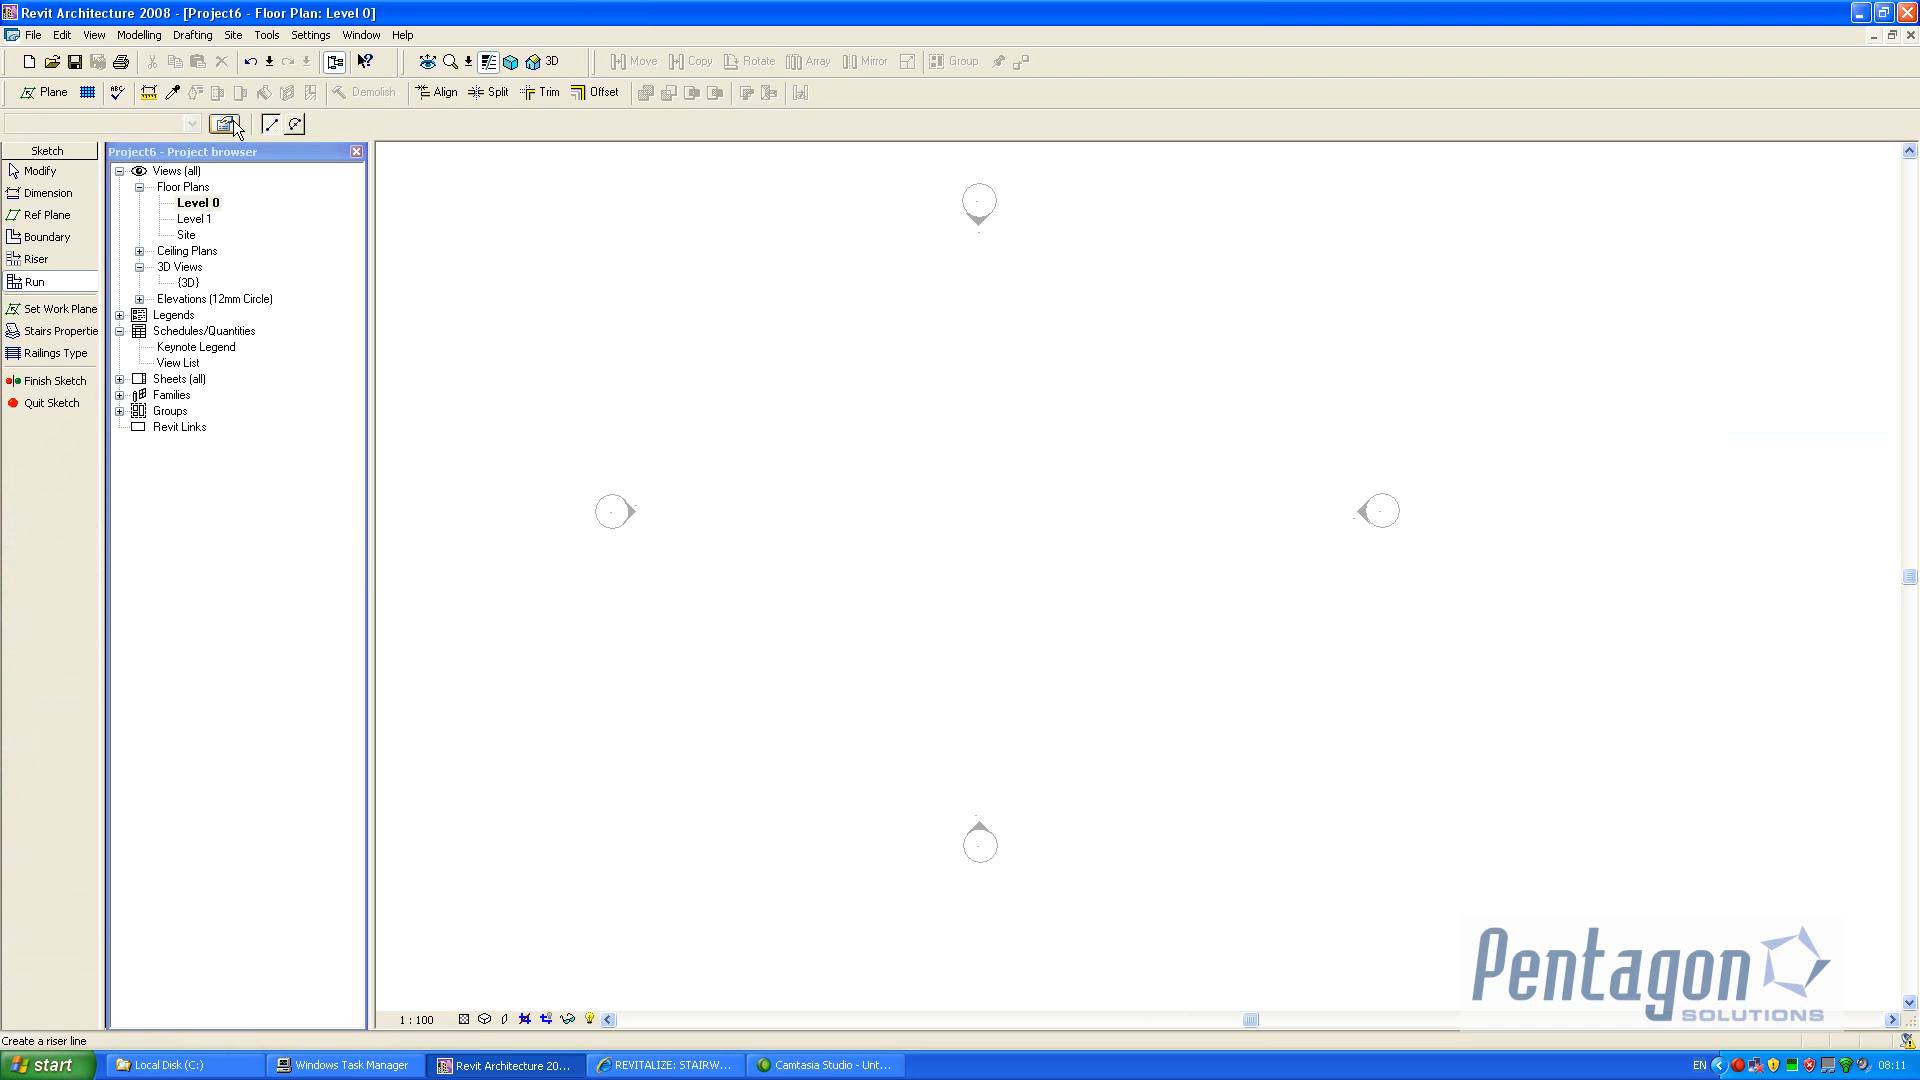 Revit Architecture 2008 - [Project6 - Floor Plan: Level 0]
File Edit View Modelling Drafting Site Tools Settings Window Help
3D Move Copy Rotate Array Mirror Group
Plane Demolish Align Split Trim Offset
Sketch
Modify
Dimension
Ref Plane
Boundary
Riser
Run
Set Work Plane
Stairs Propertie
Railings Type
Finish Sketch
Quit Sketch
Project6 - Project browser
Views (all)
Floor Plans
Level 0
Level 1
Site
Ceiling Plans
3D Views
{3D}
Elevations (12mm Circle)
Legends
Schedules/Quantities
Keynote Legend
View List
Sheets (all)
Families
Groups
Revit Links
Pentagon
SOLUTIONS
1 : 100
Create a riser line
start Local Disk (C:) Windows Task Manager Revit Architecture 20... REVITALIZE: STAIRW... Camtasia Studio - Unt... EN 08:11